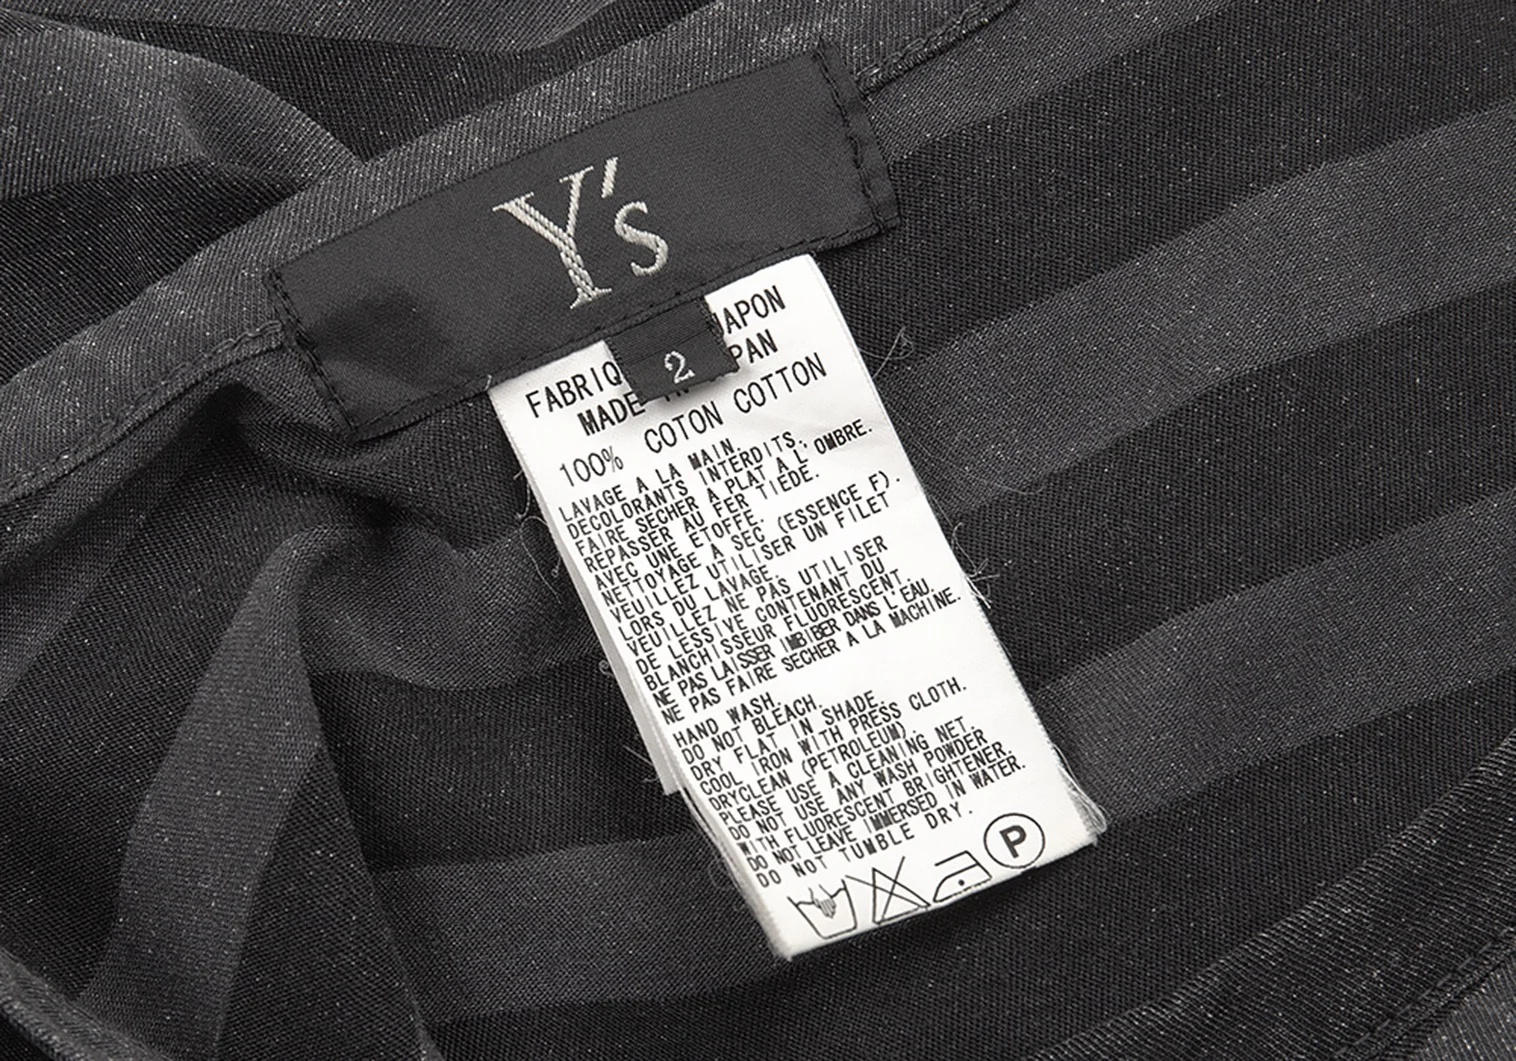 Y's
2
FABRIQ JAPON
MADE IN PAN
100% COTON COTTON
LAVAGE A LA MAIN.
DECOLORANTS INTERDITS.
FAIRE SECHER A PLAT A L'OMBRE.
REPASSER AU FER TIEDE.
AVEC UNE ETOFFE.
NETTOYAGE A SEC (ESSENCE F).
VEUILLEZ UTILISER UN FILET
LORS DU LAVAGE.
VEUILLEZ NE PAS UTILISER
DE LESSIVE CONTENANT DU
BLANCHISSEUR FLUORESCENT.
NE PAS LAISSER IMBIBER DANS L'EAU.
NE PAS FAIRE SECHER A LA MACHINE.
HAND WASH.
DO NOT BLEACH.
DRY FLAT IN SHADE.
COOL IRON WITH PRESS CLOTH.
DRYCLEAN (PETROLEUM).
PLEASE USE A CLEANING NET.
DO NOT USE ANY WASH POWDER
WITH FLUORESCENT BRIGHTENER.
DO NOT LEAVE IMMERSED IN WATER.
DO NOT TUMBLE DRY.
P